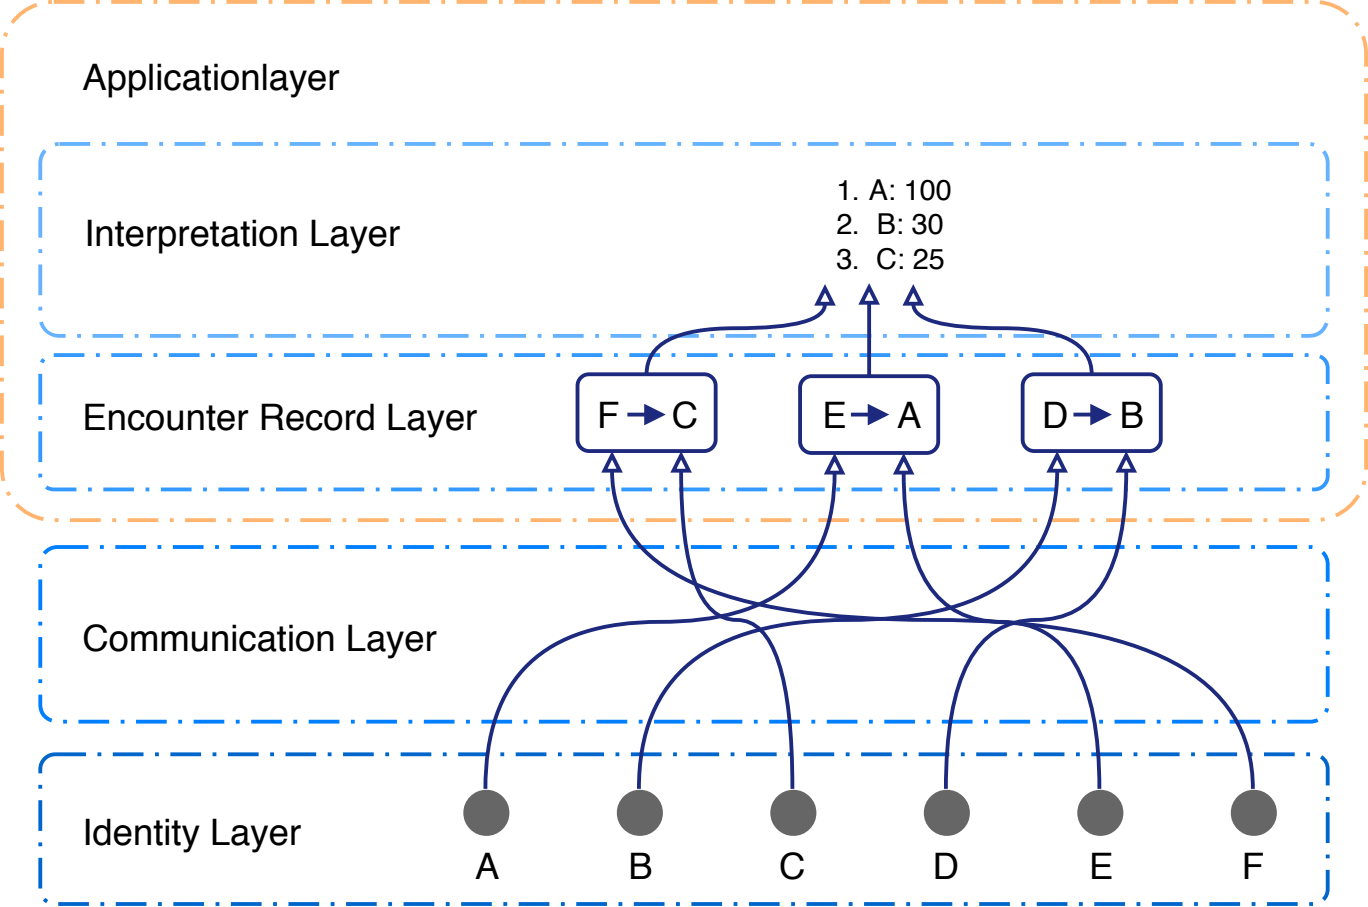 Applicationlayer
Interpretation Layer
1. A: 100
2. B: 30
3. C: 25
Encounter Record Layer
F → C
E → A
D → B
Communication Layer
Identity Layer
A B C D E F